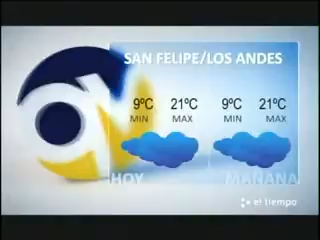 SAN FELIPE/LOS ANDES
9ºC 21ºC 9ºC 21ºC
MIN MAX MIN MAX
HOY MAÑANA
el tiempo